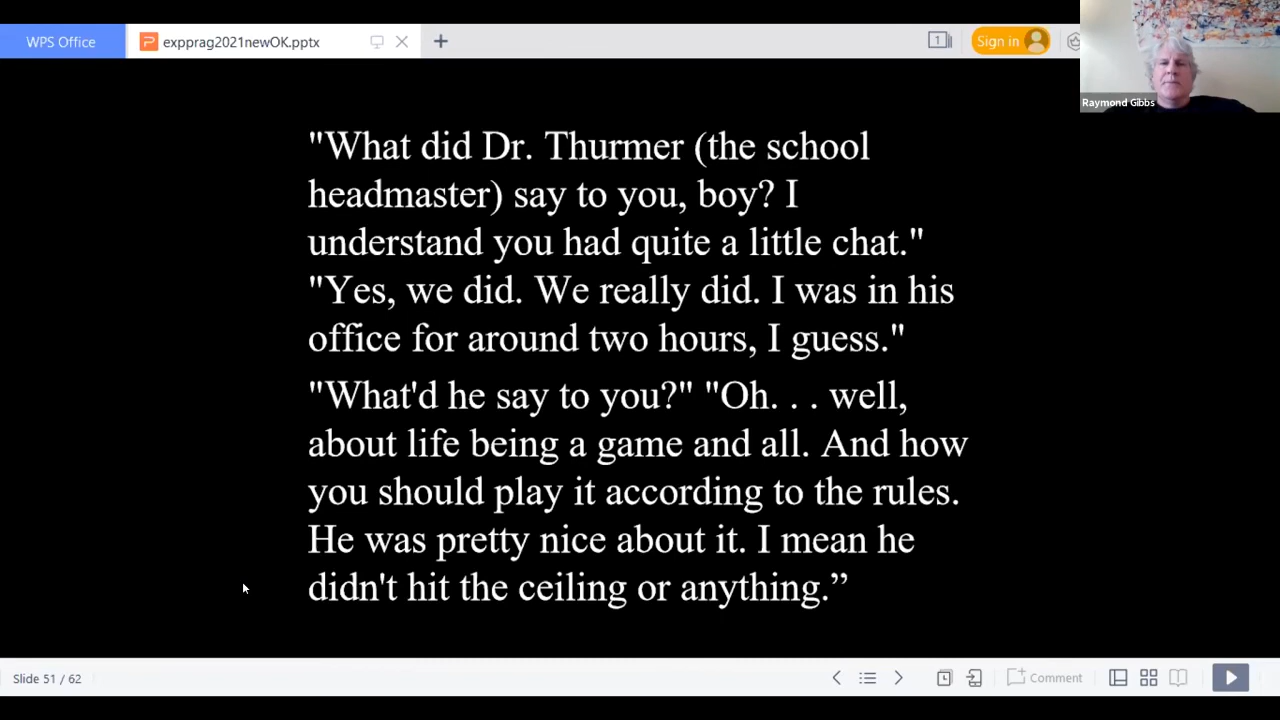 WPS Office
expprag2021newOK.pptx
1
Sign in
Raymond Gibbs
"What did Dr. Thurmer (the school
headmaster) say to you, boy? I
understand you had quite a little chat."
"Yes, we did. We really did. I was in his
office for around two hours, I guess."
"What'd he say to you?" "Oh. . . well,
about life being a game and all. And how
you should play it according to the rules.
He was pretty nice about it. I mean he
didn't hit the ceiling or anything.”
Slide 51 / 62
Comment